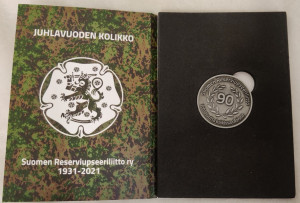 JUHLAVUODEN KOLIKKO
Suomen Reserviupseeriliitto ry
1931-2021
90